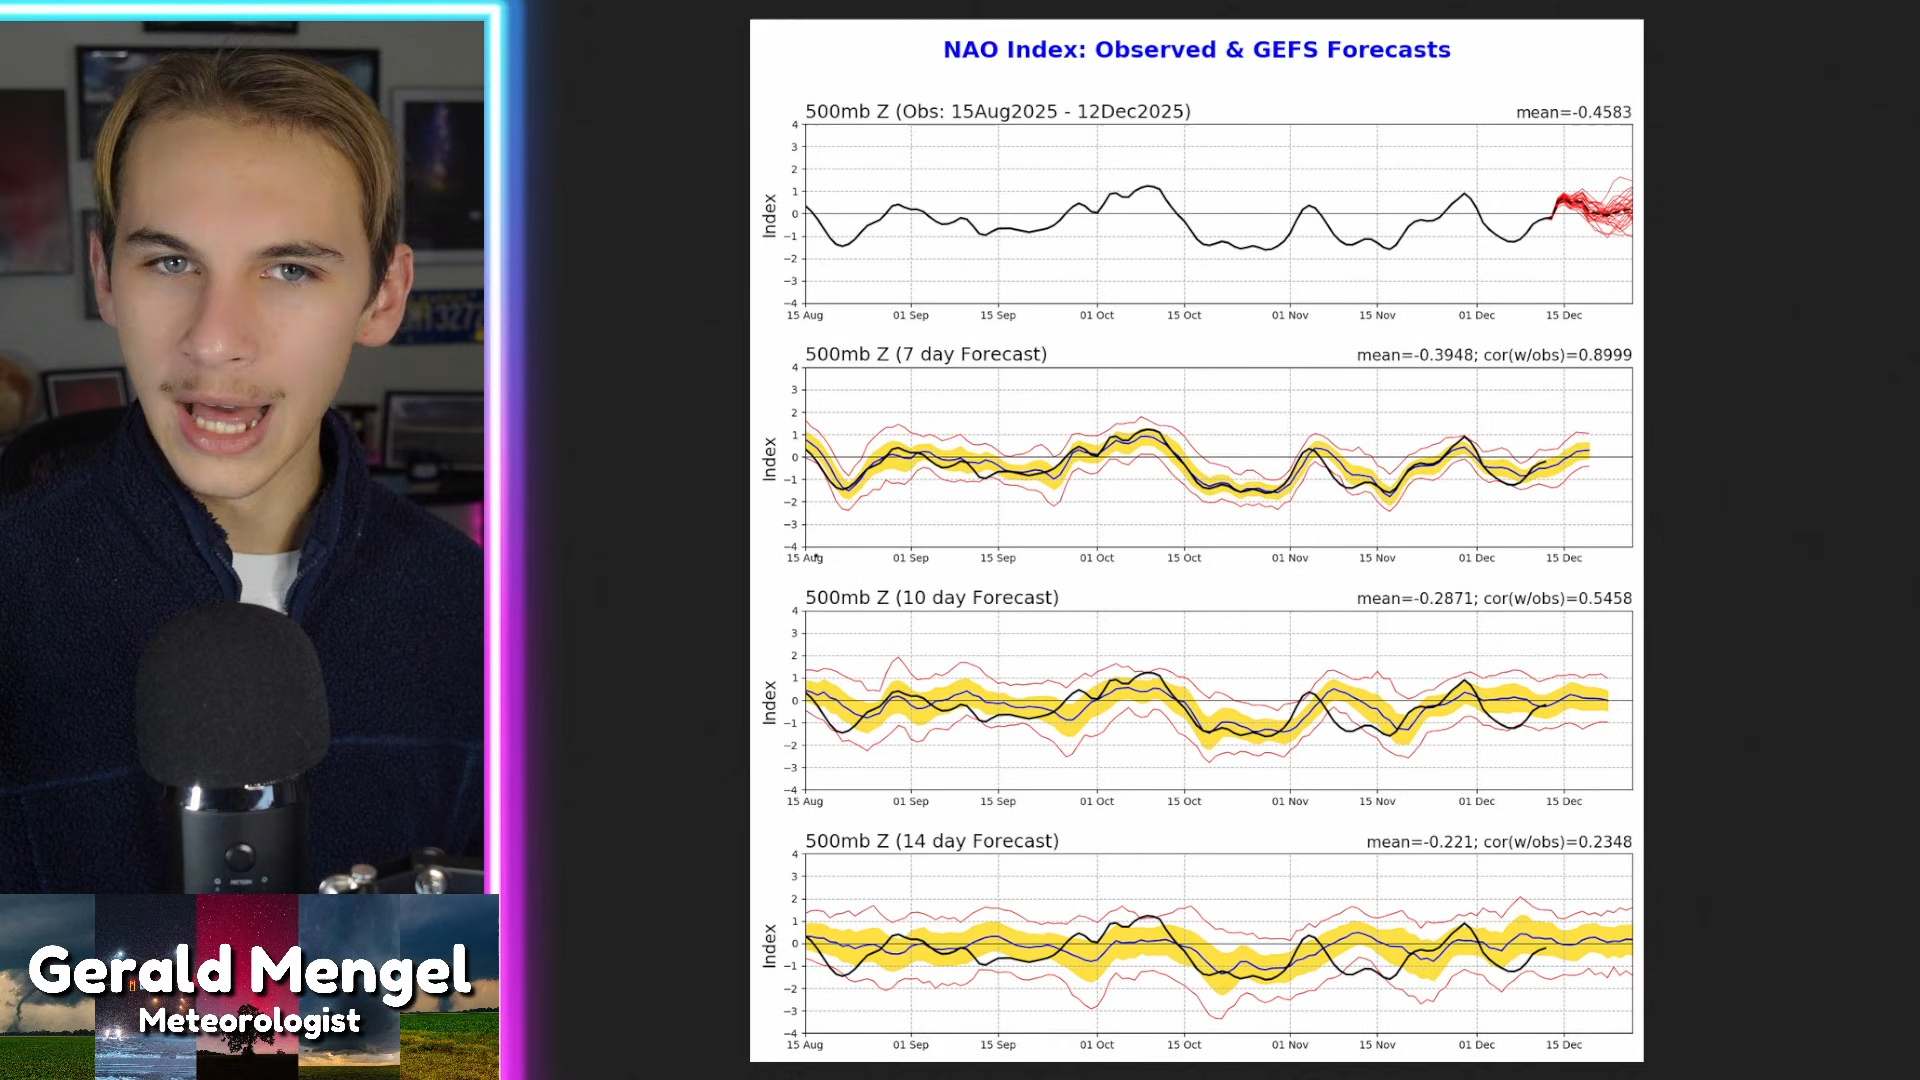 NAO Index: Observed & GEFS Forecasts
500mb Z (Obs: 15Aug2025 - 12Dec2025)
mean=-0.4583
4
3
2
1
0
−1
−2
−3
−4
Index
15 Aug 01 Sep 15 Sep 01 Oct 15 Oct 01 Nov 15 Nov 01 Dec 15 Dec
500mb Z (7 day Forecast)
mean=-0.3948; cor(w/obs)=0.8999
4
3
2
1
0
−1
−2
−3
−4
Index
15 Aug 01 Sep 15 Sep 01 Oct 15 Oct 01 Nov 15 Nov 01 Dec 15 Dec
500mb Z (10 day Forecast)
mean=-0.2871; cor(w/obs)=0.5458
4
3
2
1
0
−1
−2
−3
−4
Index
15 Aug 01 Sep 15 Sep 01 Oct 15 Oct 01 Nov 15 Nov 01 Dec 15 Dec
500mb Z (14 day Forecast)
mean=-0.221; cor(w/obs)=0.2348
4
3
2
1
0
−1
−2
−3
−4
Index
15 Aug 01 Sep 15 Sep 01 Oct 15 Oct 01 Nov 15 Nov 01 Dec 15 Dec
Gerald Mengel
Meteorologist